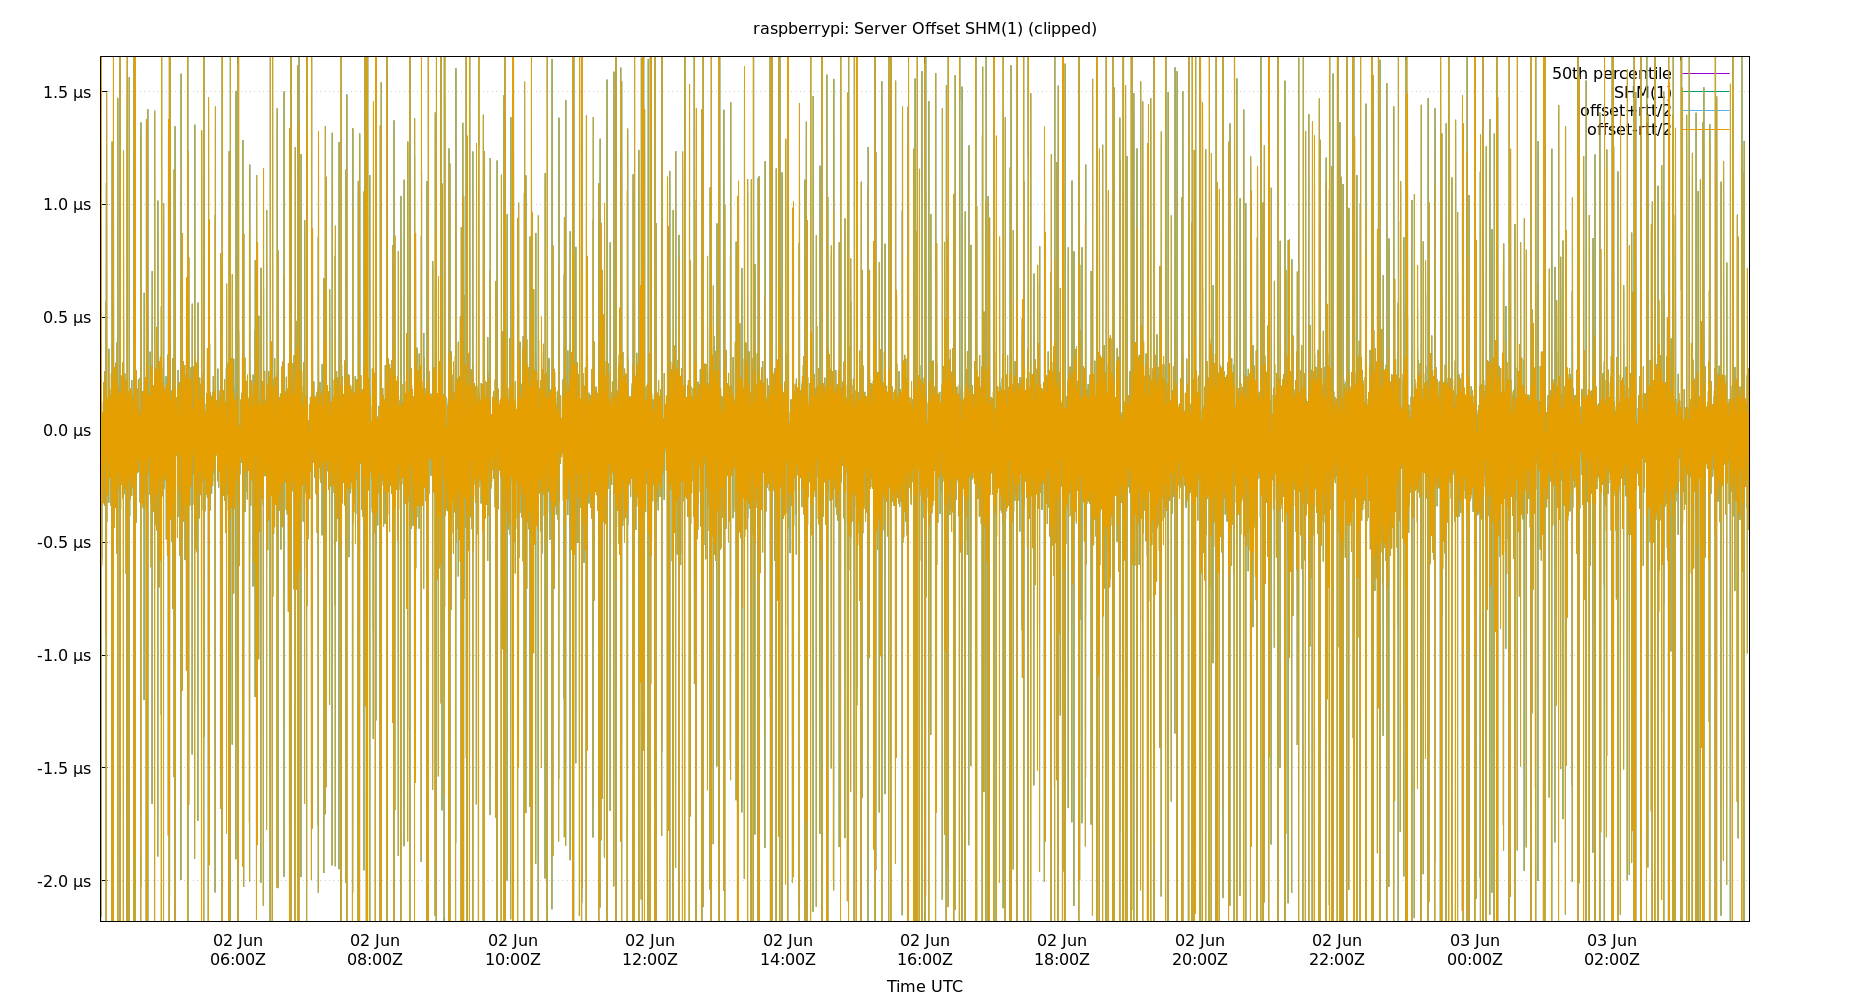 raspberrypi: Server Offset SHM(1) (clipped)
50th percentile
SHM(1)
offset+rtt/2
offset-rtt/2
1.5 µs
1.0 µs
0.5 µs
0.0 µs
-0.5 µs
-1.0 µs
-1.5 µs
-2.0 µs
02 Jun 02 Jun 02 Jun 02 Jun 02 Jun 02 Jun 02 Jun 02 Jun 02 Jun 03 Jun 03 Jun
06:00Z 08:00Z 10:00Z 12:00Z 14:00Z 16:00Z 18:00Z 20:00Z 22:00Z 00:00Z 02:00Z
Time UTC